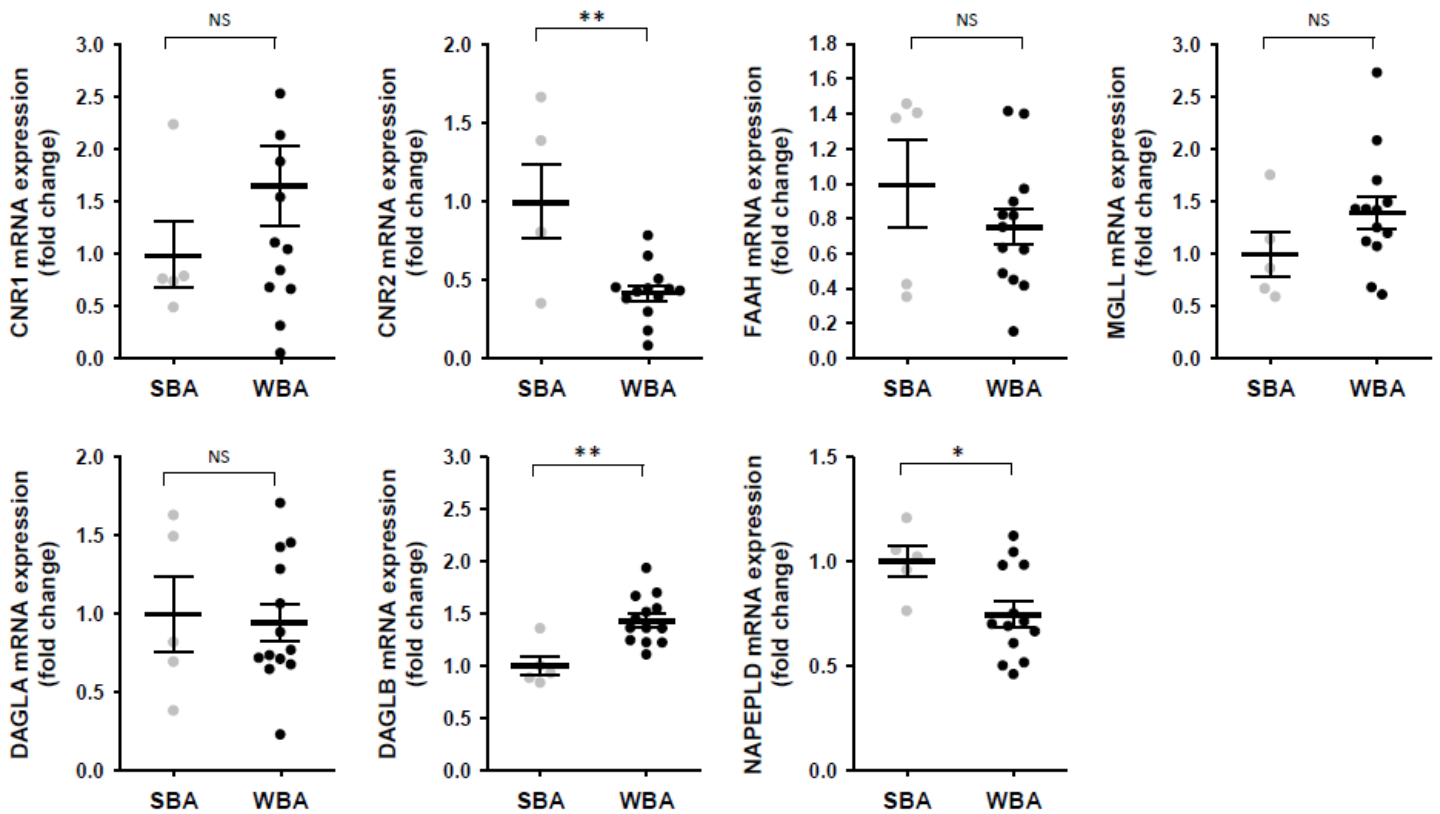 NS
CNR1 mRNA expression
(fold change)
3.0
2.5
2.0
1.5
1.0
0.5
0.0
SBA WBA
**
CNR2 mRNA expression
(fold change)
2.0
1.5
1.0
0.5
0.0
SBA WBA
NS
FAAH mRNA expression
(fold change)
1.8
1.6
1.4
1.2
1.0
0.8
0.6
0.4
0.2
0.0
SBA WBA
NS
MGLL mRNA expression
(fold change)
3.0
2.5
2.0
1.5
1.0
0.5
0.0
SBA WBA
NS
DAGLA mRNA expression
(fold change)
2.0
1.5
1.0
0.5
0.0
SBA WBA
**
DAGLB mRNA expression
(fold change)
3.0
2.5
2.0
1.5
1.0
0.5
0.0
SBA WBA
*
NAPEPLD mRNA expression
(fold change)
1.5
1.0
0.5
0.0
SBA WBA